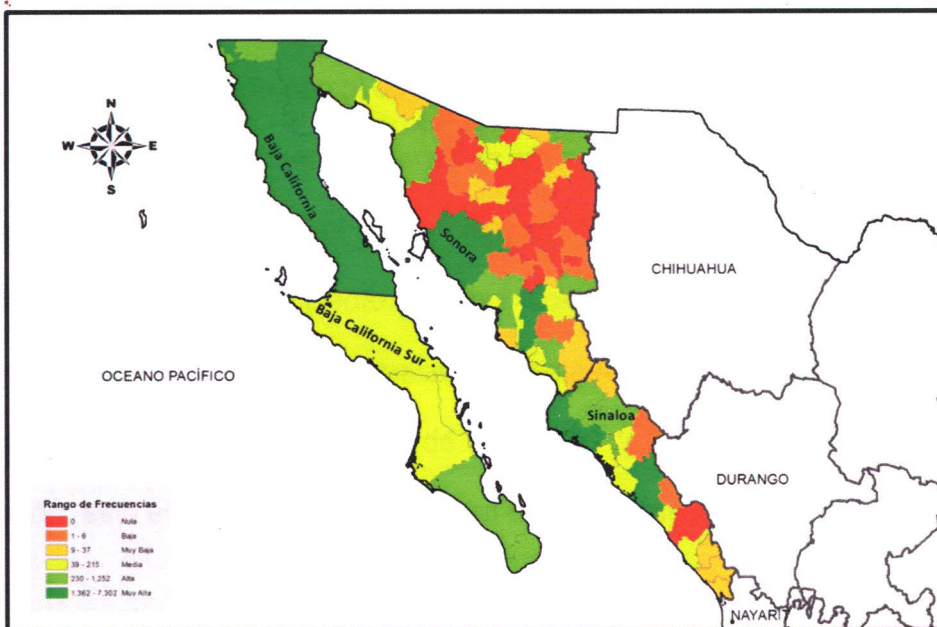 N
W E
S
Baja California
Sonora
CHIHUAHUA
Baja California Sur
OCEANO PACÍFICO
Sinaloa
DURANGO
Rango de Frecuencias
0 Nula
1 - 6 Baja
9 - 37 Muy Baja
39 - 215 Media
230 - 1,252 Alta
1,362 - 7,302 Muy Alta
NAYARIT